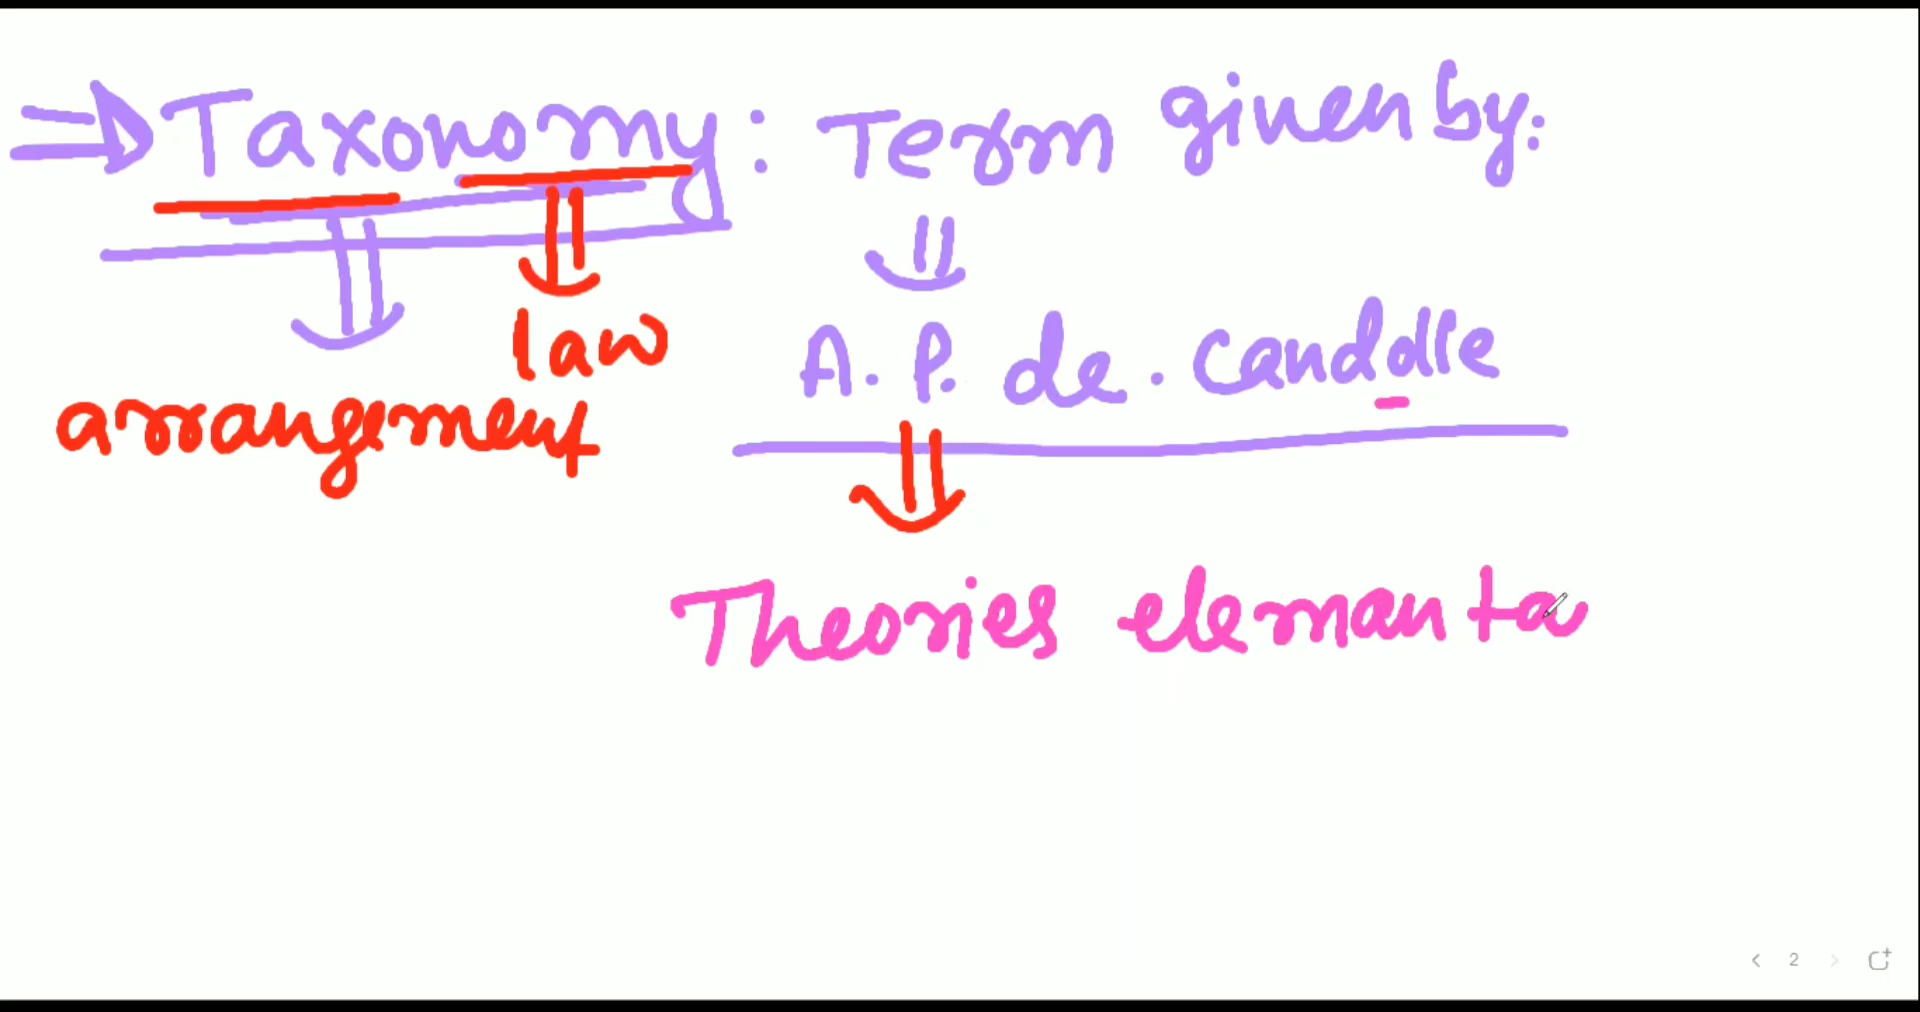 ⇒ Taxonomy: Term given by:
law
A. P. de. Candolle
arrangement
Theories elemanta
2